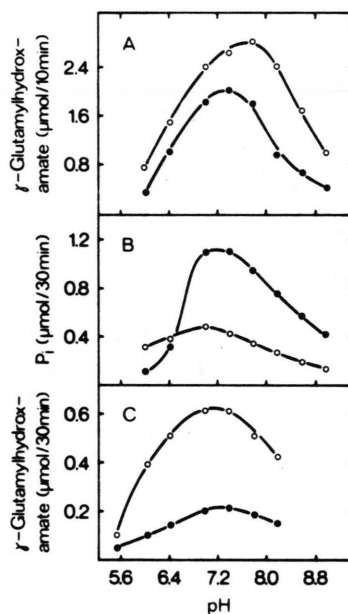 A
γ-Glutamylhydrox-
amate (μmol/10min)
2.4
1.6
0.8
B
Pi (μmol/30min)
1.2
0.8
0.4
C
γ-Glutamylhydrox-
amate (μmol/30min)
0.6
0.4
0.2
5.6 6.4 7.2 8.0 8.8
pH